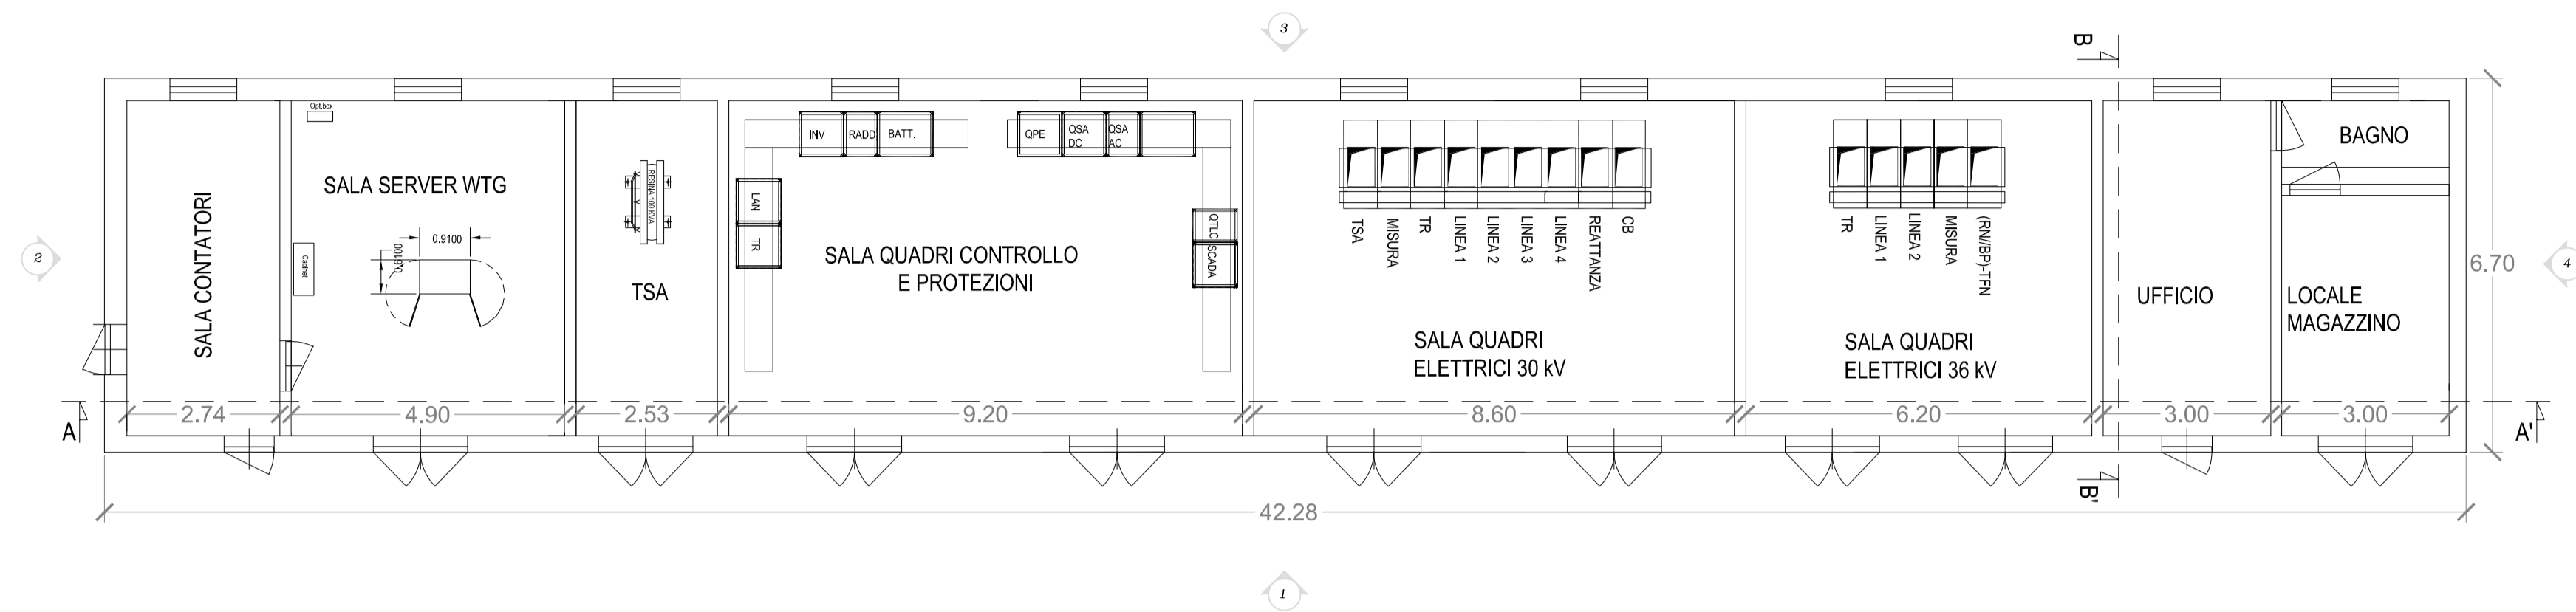 3
B
Opt.box
INV
RADD
BATT.
QPE
QSA
DC
QSA
AC
BAGNO
SALA SERVER WTG
RESINA 100 KVA
LAN
TR
QTLC
SCADA
SALA CONTATORI
0.9100
0.6100
Cabinet
TSA
SALA QUADRI CONTROLLO
E PROTEZIONI
TSA
MISURA
TR
LINEA 1
LINEA 2
LINEA 3
LINEA 4
REATTANZA
CB
TR
LINEA 1
LINEA 2
MISURA
(RN//BP)-TFN
2
6.70
4
UFFICIO
LOCALE
MAGAZZINO
SALA QUADRI
ELETTRICI 30 kV
SALA QUADRI
ELETTRICI 36 kV
A
2.74
4.90
2.53
9.20
8.60
6.20
3.00
3.00
A'
B'
42.28
1